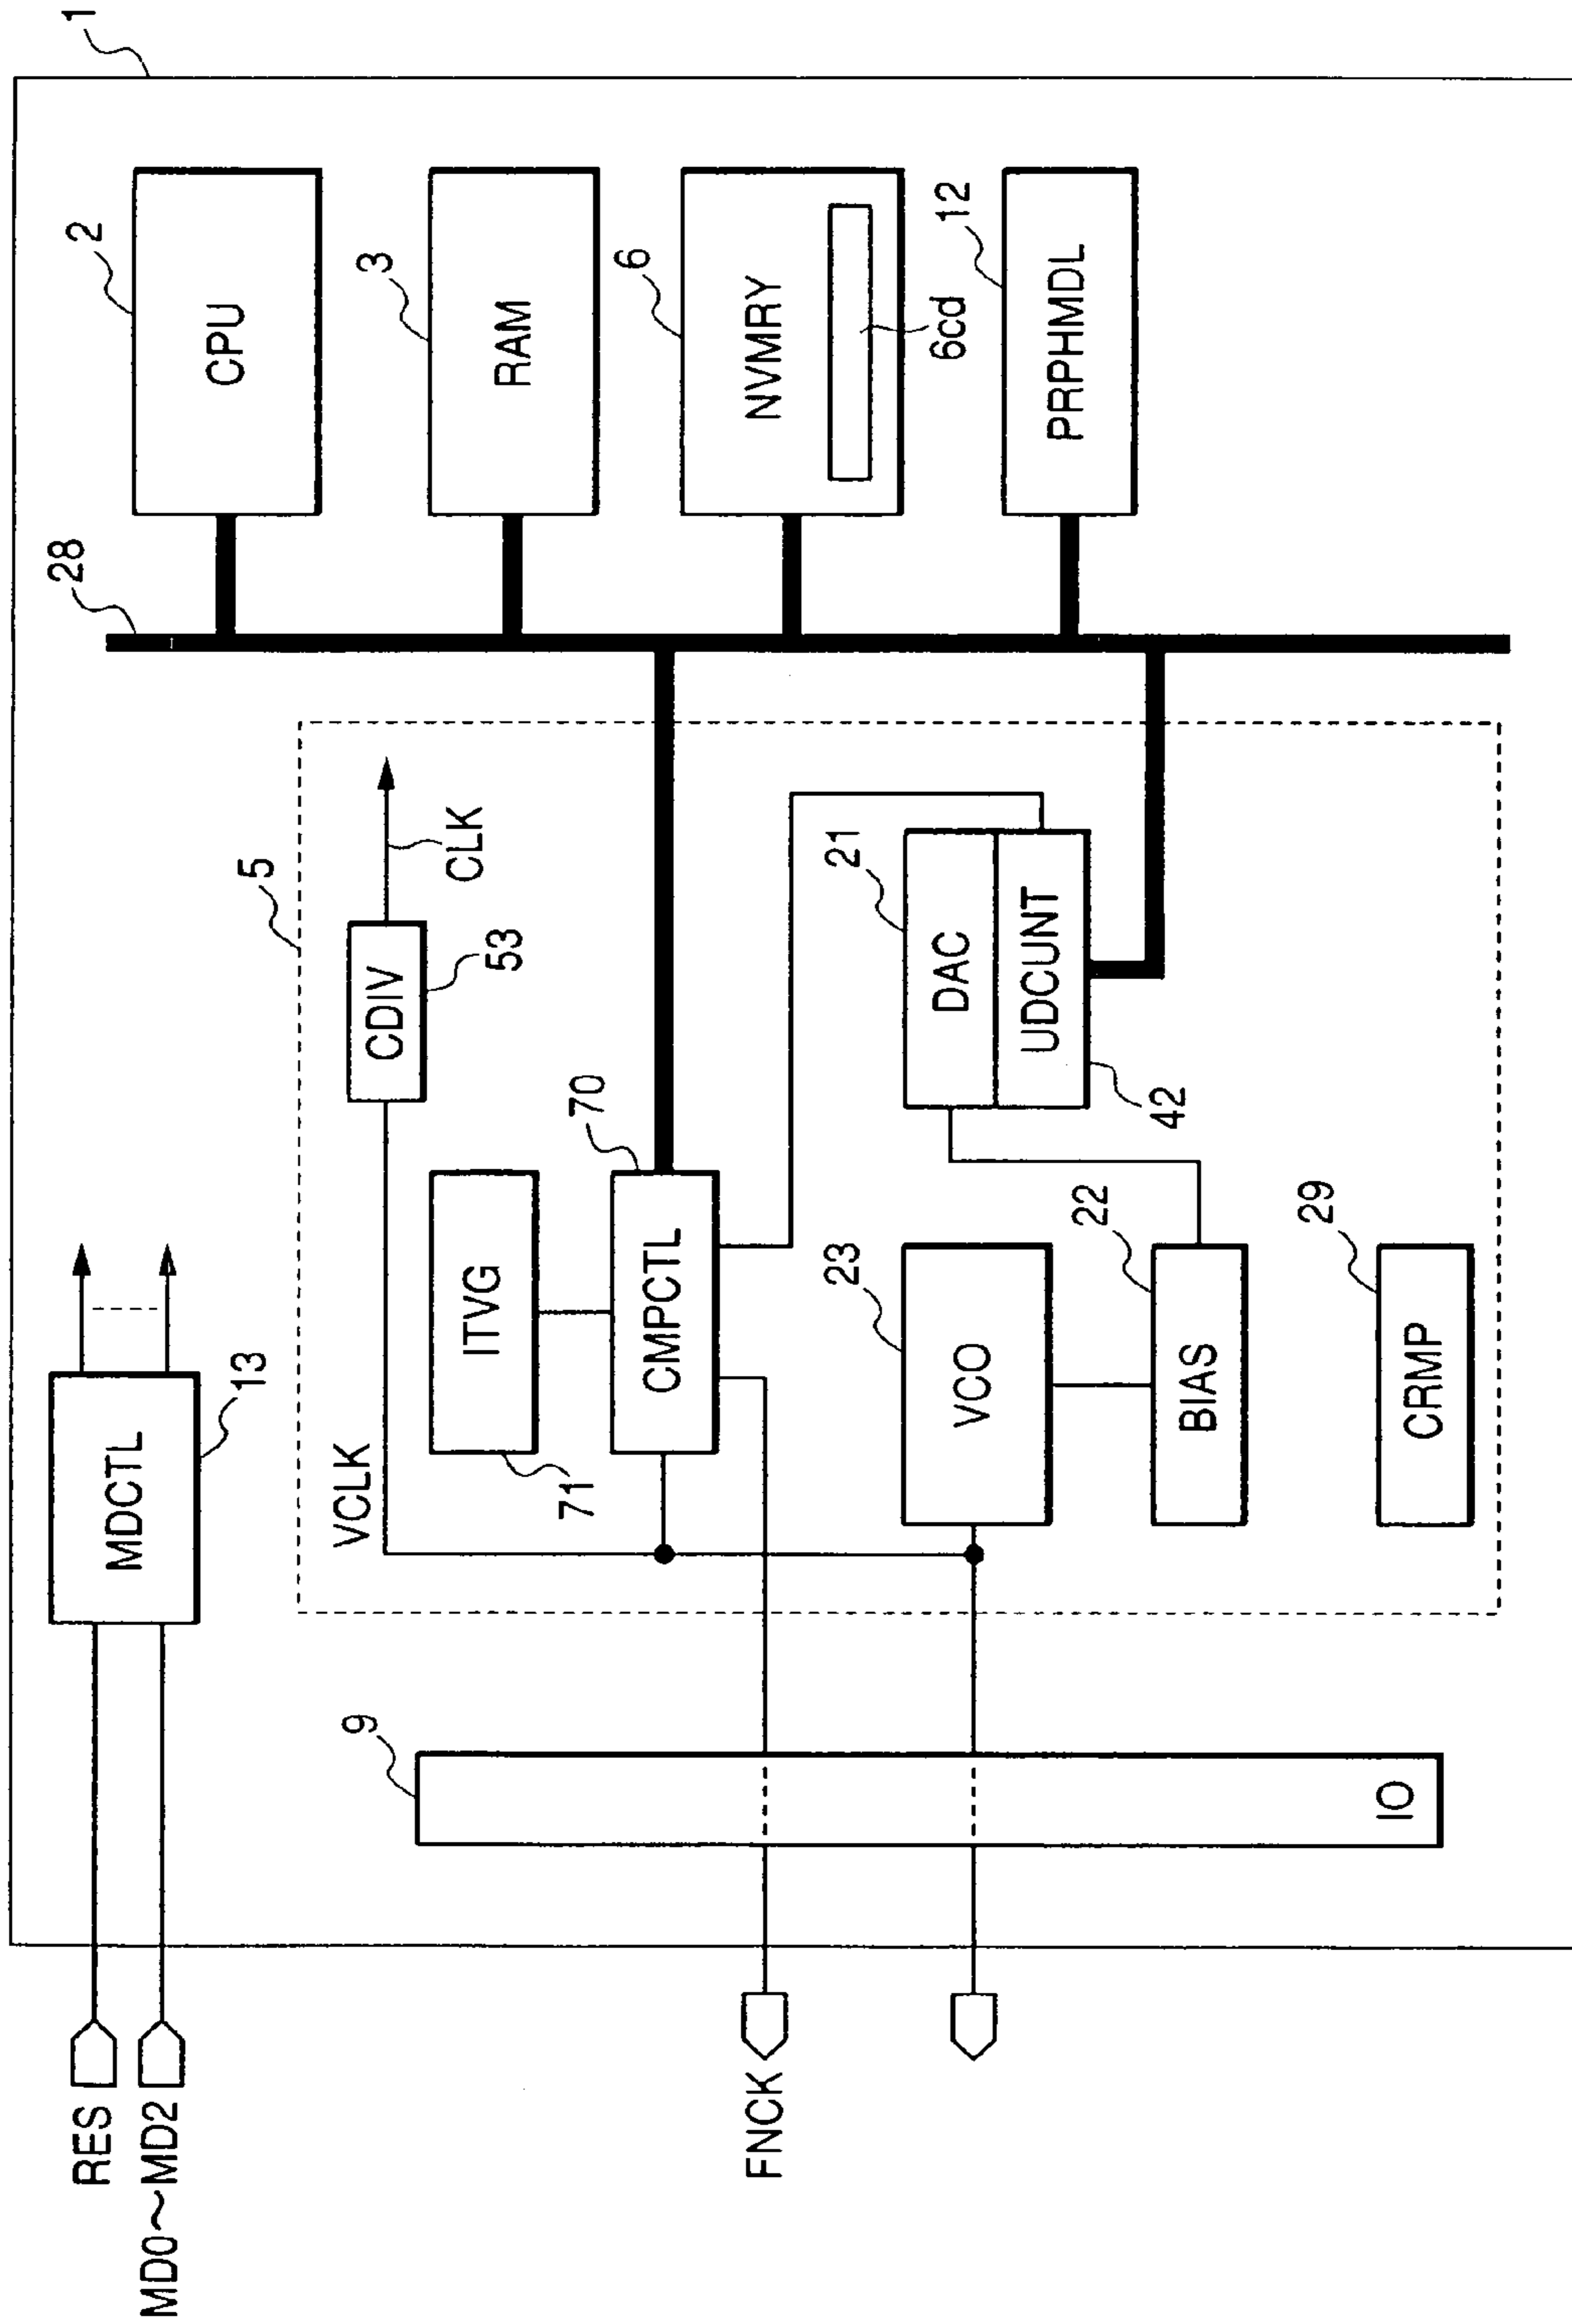 1
28
2
RES
MDCTL
MD0~MD2
CPU
13
5
VCLK
9
CDIV
3
CLK
ITVG
53
RAM
71
70
6
CMPCTL
FNCK
NVMRY
23
21
6cd
DAC
12
VCO
UDCUNT
PRPHMDL
22
42
BIAS
29
IO
CRMP